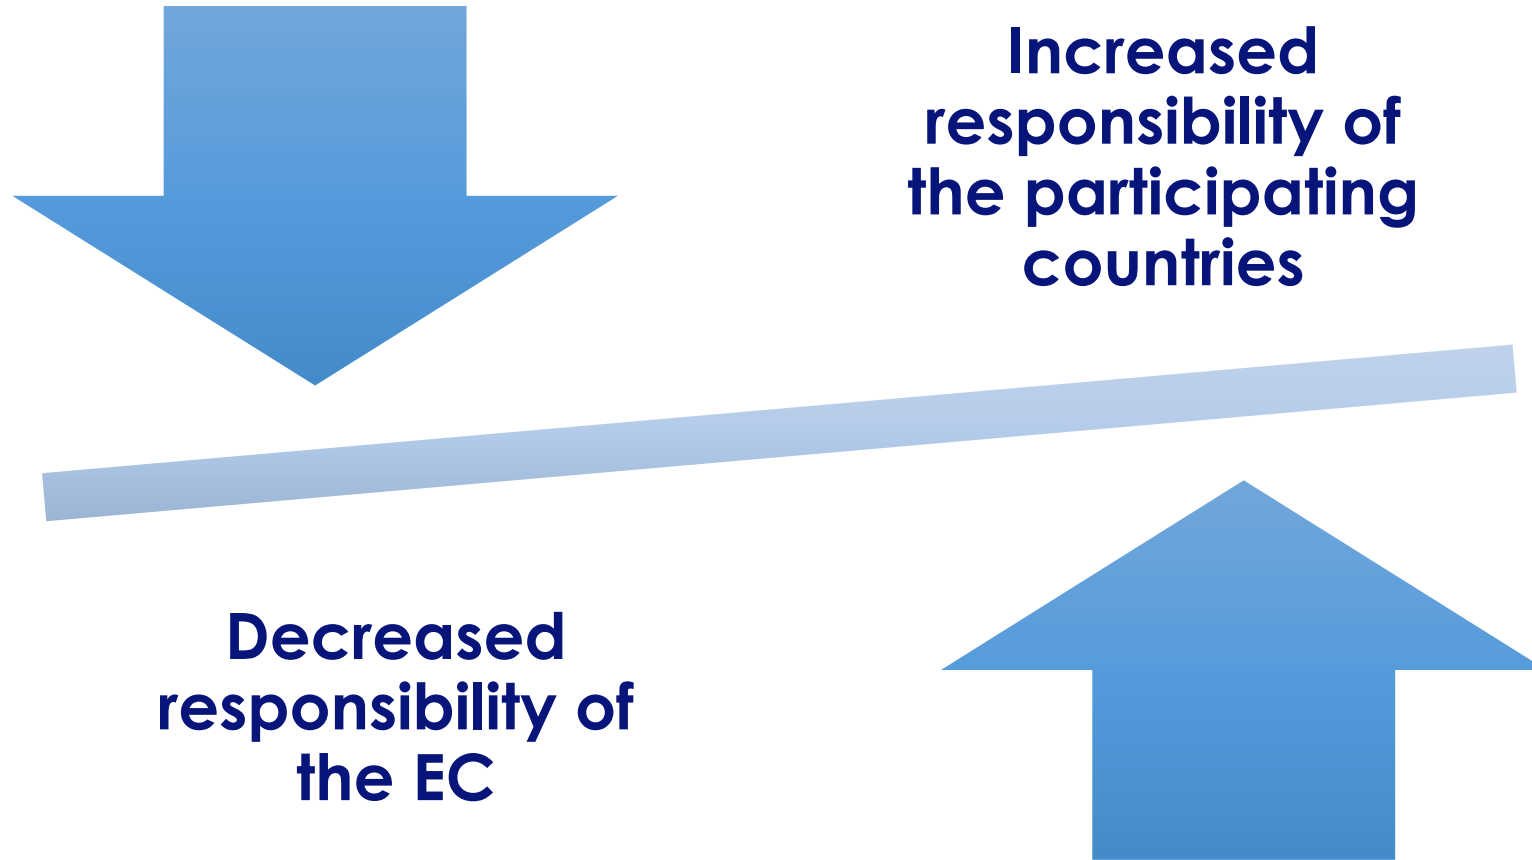 Increased
responsibility of
the participating
countries
Decreased
responsibility of
the EC